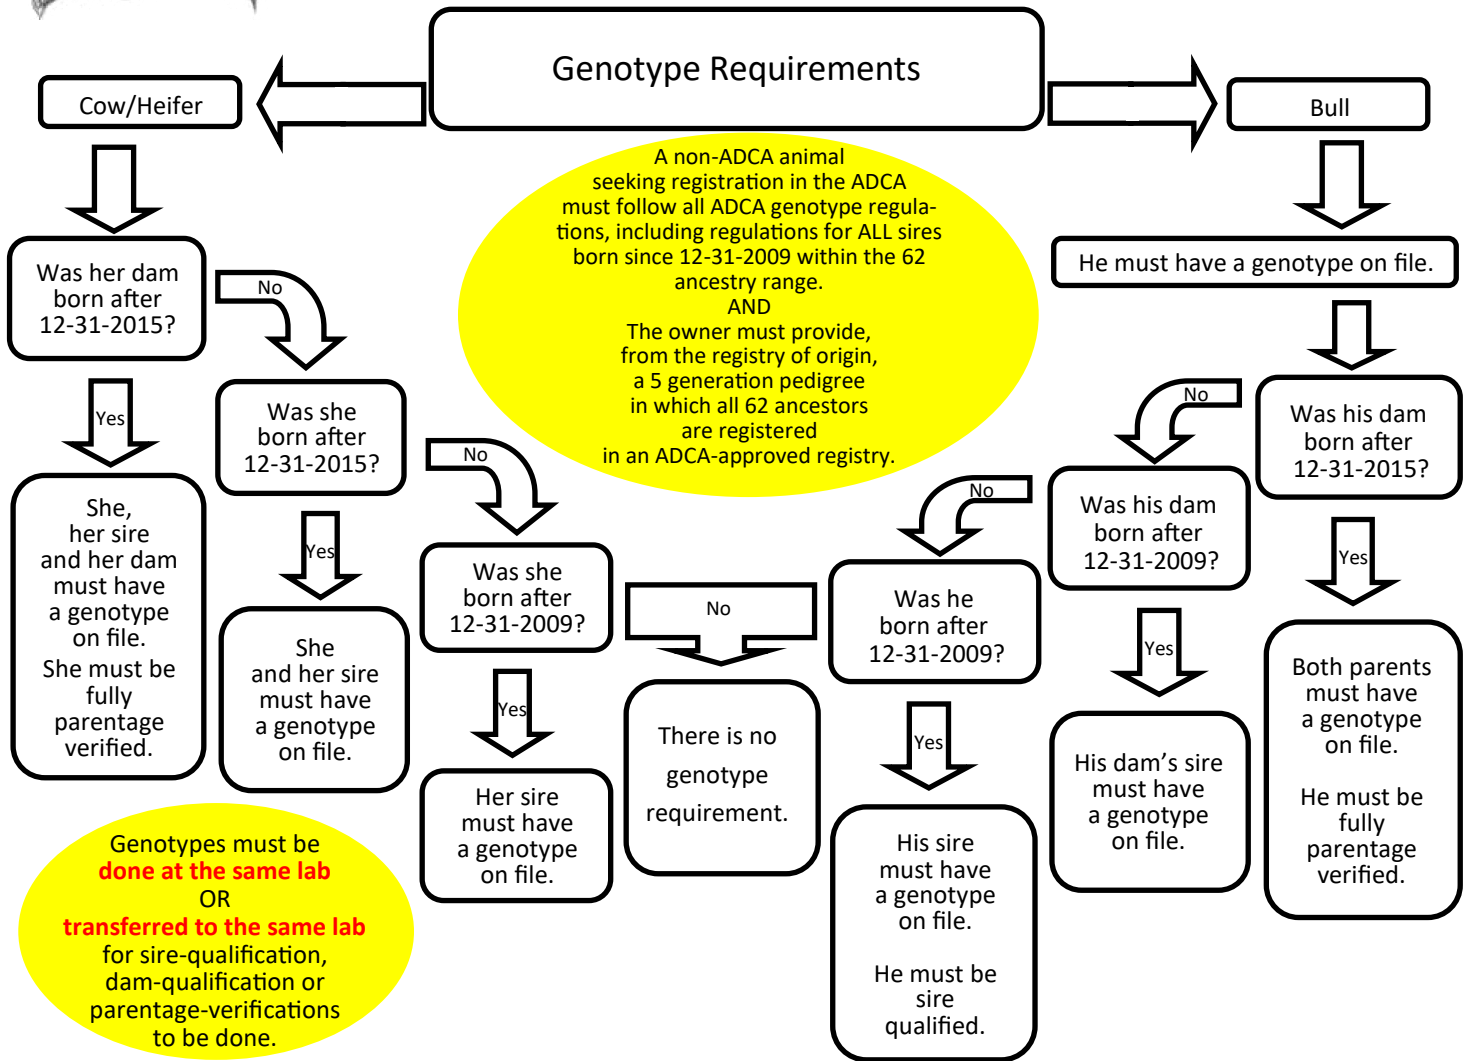 Genotype Requirements
Cow/Heifer
Bull
A non-ADCA animal
seeking registration in the ADCA
must follow all ADCA genotype regula-
tions, including regulations for ALL sires
born since 12-31-2009 within the 62
ancestry range.
AND
The owner must provide,
from the registry of origin,
a 5 generation pedigree
in which all 62 ancestors
are registered
in an ADCA-approved registry.
Was her dam
born after
12-31-2015?
No
Yes
She,
her sire
and her dam
must have
a genotype
on file.
She must be
fully
parentage
verified.
Was she
born after
12-31-2015?
No
Yes
She
and her sire
must have
a genotype
on file.
Was she
born after
12-31-2009?
No
Yes
Her sire
must have
a genotype
on file.
There is no
genotype
requirement.
He must have a genotype on file.
Was his dam
born after
12-31-2015?
No
Yes
Both parents
must have
a genotype
on file.
He must be
fully
parentage
verified.
Was his dam
born after
12-31-2009?
No
Yes
His dam’s sire
must have
a genotype
on file.
Was he
born after
12-31-2009?
Yes
His sire
must have
a genotype
on file.
He must be
sire
qualified.
Genotypes must be
done at the same lab
OR
transferred to the same lab
for sire-qualification,
dam-qualification or
parentage-verifications
to be done.